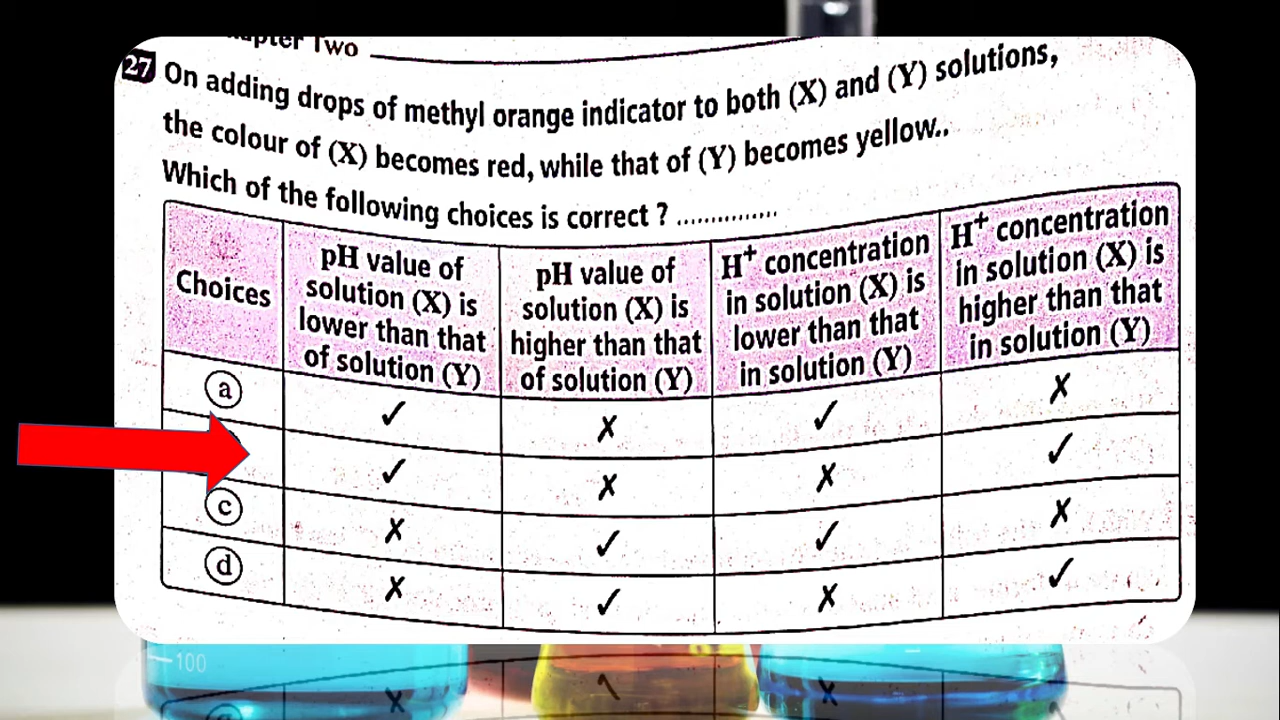 Chapter Two
27 On adding drops of methyl orange indicator to both (X) and (Y) solutions,
the colour of (X) becomes red, while that of (Y) becomes yellow..
Which of the following choices is correct ? ...............
Choices
pH value of
solution (X) is
lower than that
of solution (Y)
pH value of
solution (X) is
higher than that
of solution (Y)
H⁺ concentration
in solution (X) is
lower than that
in solution (Y)
H⁺ concentration
in solution (X) is
higher than that
in solution (Y)
a ✓ ✗ ✓ ✗
✓ ✗ ✗ ✓
c ✗ ✓ ✓ ✗
d ✗ ✓ ✗ ✓
100